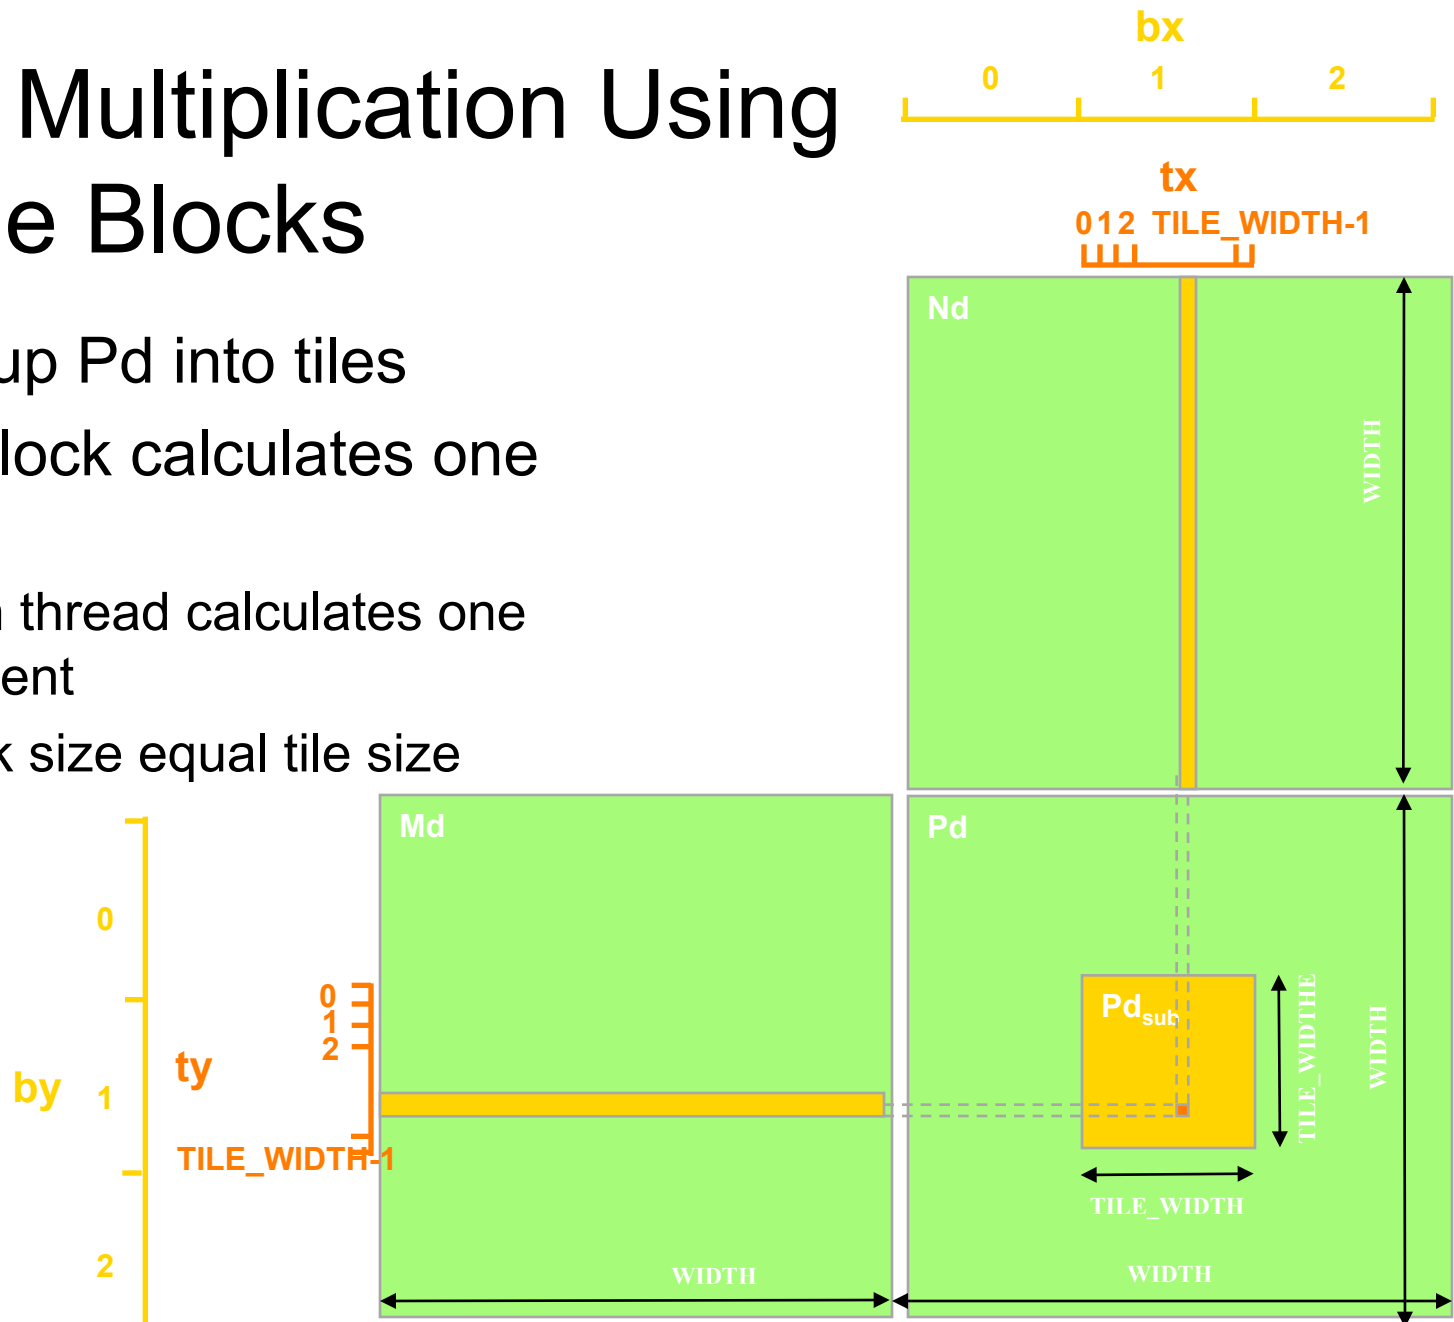 bx
0 1 2
Multiplication Using
e Blocks
tx
0 1 2 TILE_WIDTH-1
up Pd into tiles
lock calculates one
thread calculates one
ent
k size equal tile size
Nd
WIDTH
Md
Pd
0
0
1
2
ty
by 1
TILE_WIDTH-1
2
Pdsub
TILE_WIDTHE
WIDTH
TILE_WIDTH
WIDTH
WIDTH